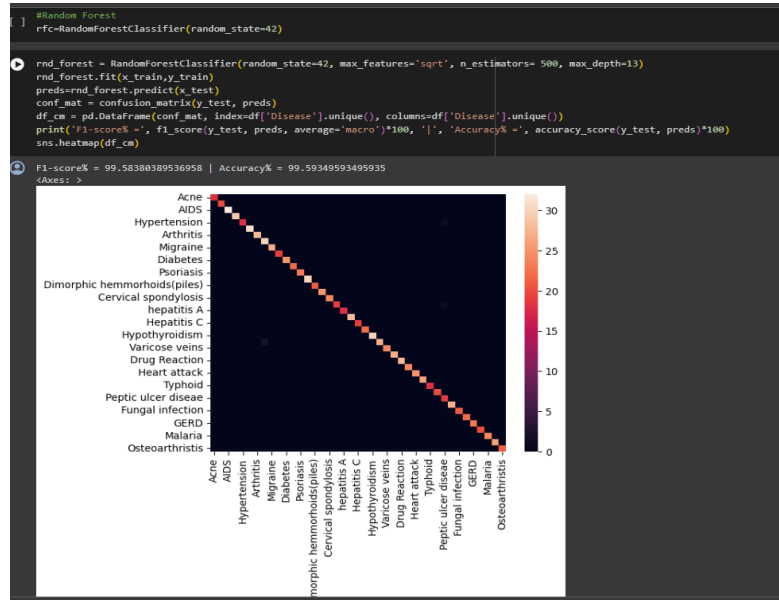 [ ] #Random Forest
rfc=RandomForestClassifier(random_state=42)
rnd_forest = RandomForestClassifier(random_state=42, max_features='sqrt', n_estimators= 500, max_depth=13)
rnd_forest.fit(x_train,y_train)
preds=rnd_forest.predict(x_test)
conf_mat = confusion_matrix(y_test, preds)
df_cm = pd.DataFrame(conf_mat, index=df['Disease'].unique(), columns=df['Disease'].unique())
print('F1-score% =', f1_score(y_test, preds, average='macro')*100, '|', 'Accuracy% =', accuracy_score(y_test, preds)*100)
sns.heatmap(df_cm)
F1-score% = 99.58380389536958 | Accuracy% = 99.59349593495935
<Axes: >
Acne
AIDS
Hypertension
Arthritis
Migraine
Diabetes
Psoriasis
Dimorphic hemmorhoids(piles)
Cervical spondylosis
hepatitis A
Hepatitis C
Hypothyroidism
Varicose veins
Drug Reaction
Heart attack
Typhoid
Peptic ulcer diseae
Fungal infection
GERD
Malaria
Osteoarthristis
30
25
20
15
10
5
0
Acne
AIDS
Hypertension
Arthritis
Migraine
Diabetes
Psoriasis
morphic hemmorhoids(piles)
Cervical spondylosis
hepatitis A
Hepatitis C
Hypothyroidism
Varicose veins
Drug Reaction
Heart attack
Typhoid
Peptic ulcer diseae
Fungal infection
GERD
Malaria
Osteoarthristis